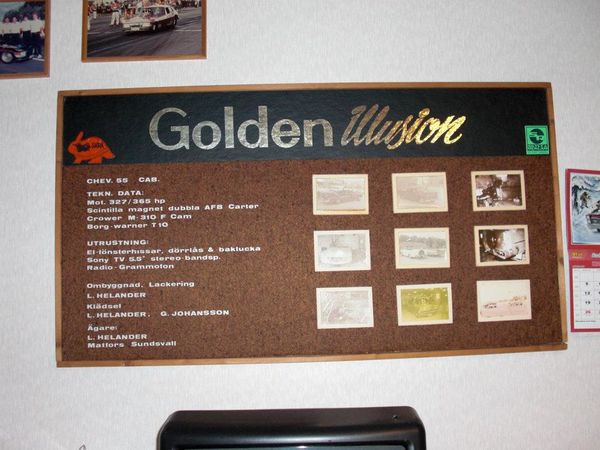 Golden Illusion
CHEV. 55 CAB.
TEKN. DATA:
Mot. 327/365 hp
Scintilla magnet dubbla AFB Carter
Crower M-310 F Cam
Borg-warner T10
UTRUSTNING:
El-fönsterhissar, dörrlås & baklucka
Sony TV 5.5" stereo-bandsp.
Radio-Grammofon
Ombyggnad, Lackering
L. HELANDER
Klädsel
L. HELANDER, G. JOHANSSON
Ägare:
L. HELANDER
Matfors Sundsvall